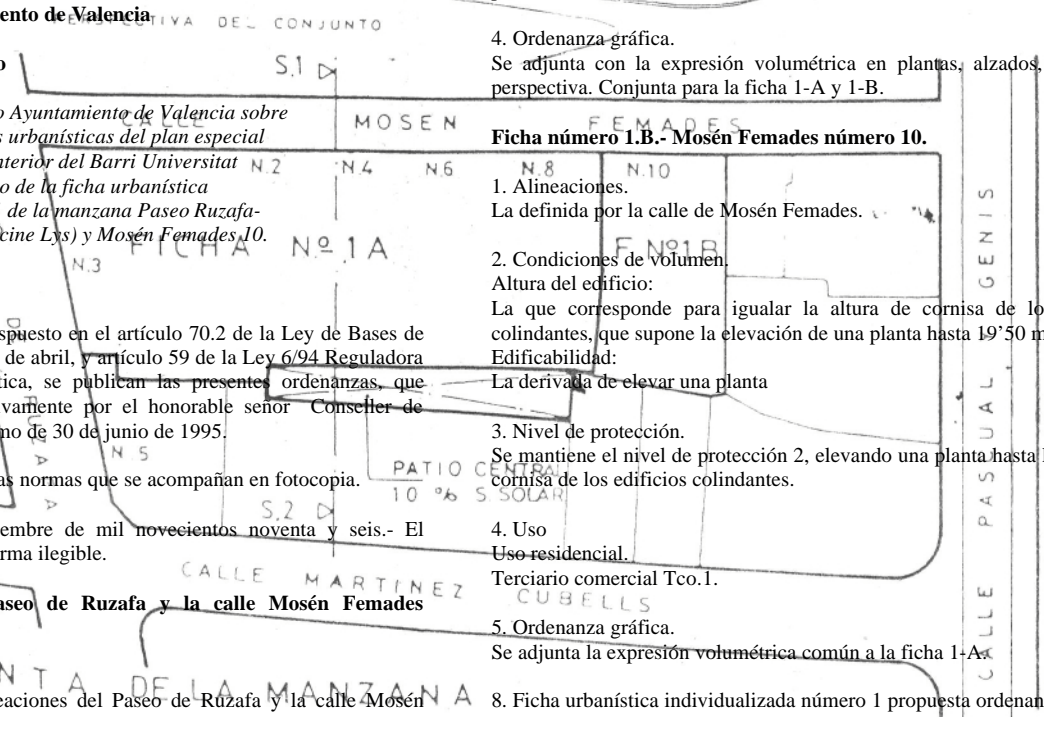 ento de Valencia
o
o Ayuntamiento de Valencia sobre
s urbanísticas del plan especial
nterior del Barri Universitat
o de la ficha urbanística
de la manzana Paseo Ruzafa-
cine Lys) y Mosén Femades 10.
spuesto en el artículo 70.2 de la Ley de Bases de
de abril, y artículo 59 de la Ley 6/94 Reguladora
tica, se publican las presentes ordenanzas, que
ivamente por el honorable señor Conseller de
mo de 30 de junio de 1995.
as normas que se acompañan en fotocopia.
embre de mil novecientos noventa y seis.- El
rma ilegible.
aseo de Ruzafa y la calle Mosén Femades
eaciones del Paseo de Ruzafa y la calle Mosén
4. Ordenanza gráfica.
Se adjunta con la expresión volumétrica en plantas, alzados,
perspectiva. Conjunta para la ficha 1-A y 1-B.
Ficha número 1.B.- Mosén Femades número 10.
1. Alineaciones.
La definida por la calle de Mosén Femades.
2. Condiciones de volumen.
Altura del edificio:
La que corresponde para igualar la altura de cornisa de lo
colindantes, que supone la elevación de una planta hasta 19’50 m
Edificabilidad:
La derivada de elevar una planta
3. Nivel de protección.
Se mantiene el nivel de protección 2, elevando una planta hasta
cornisa de los edificios colindantes.
4. Uso
Uso residencial.
Terciario comercial Tco.1.
5. Ordenanza gráfica.
Se adjunta la expresión volumétrica común a la ficha 1-A.
8. Ficha urbanística individualizada número 1 propuesta ordenan
PERSPECTIVA DEL CONJUNTO
S.1
CALLE MOSEN FEMADES
N.2 N.4 N.6 N.8 N.10
FICHA Nº 1A
F. Nº1B
N.3
N.5
DE RUZAFA
PATIO CENTRAL
10 % S. SOLAR
S.2
CALLE MARTINEZ CUBELLS
CALLE PASCUAL GENIS
NTA DE LA MANZANA